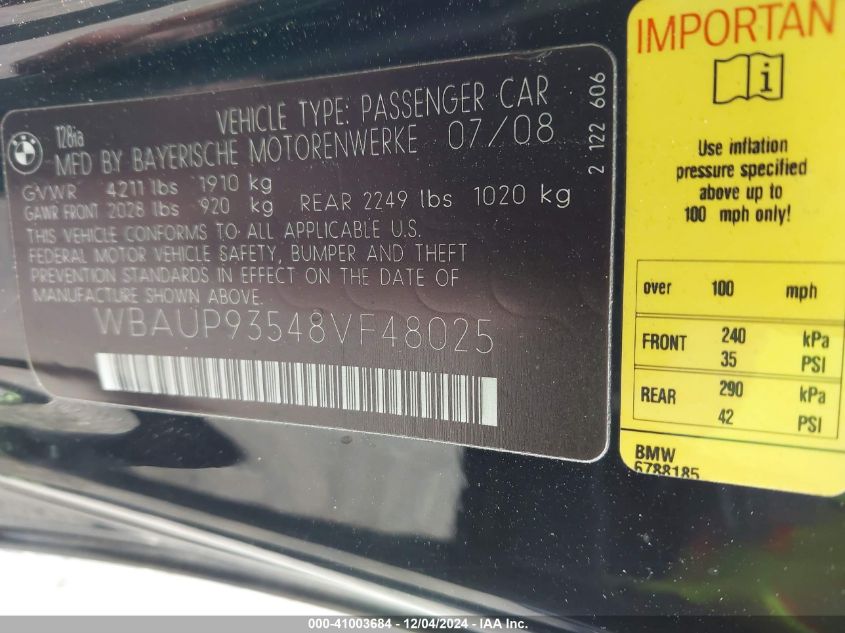 128ia
VEHICLE TYPE: PASSENGER CAR
MFD BY BAYERISCHE MOTORENWERKE 07/08
GVWR 4211 lbs 1910 kg
GAWR FRONT 2028 lbs 920 kg REAR 2249 lbs 1020 kg
THIS VEHICLE CONFORMS TO ALL APPLICABLE U.S.
FEDERAL MOTOR VEHICLE SAFETY, BUMPER AND THEFT
PREVENTION STANDARDS IN EFFECT ON THE DATE OF
MANUFACTURE SHOWN ABOVE.
WBAUP93548VF48025
2 122 606
IMPORTAN
Use inflation
pressure specified
above up to
100 mph only!
over 100 mph
FRONT 240 kPa
35 PSI
REAR 290 kPa
42 PSI
BMW
6788185
000-41003684 - 12/04/2024 - IAA Inc.